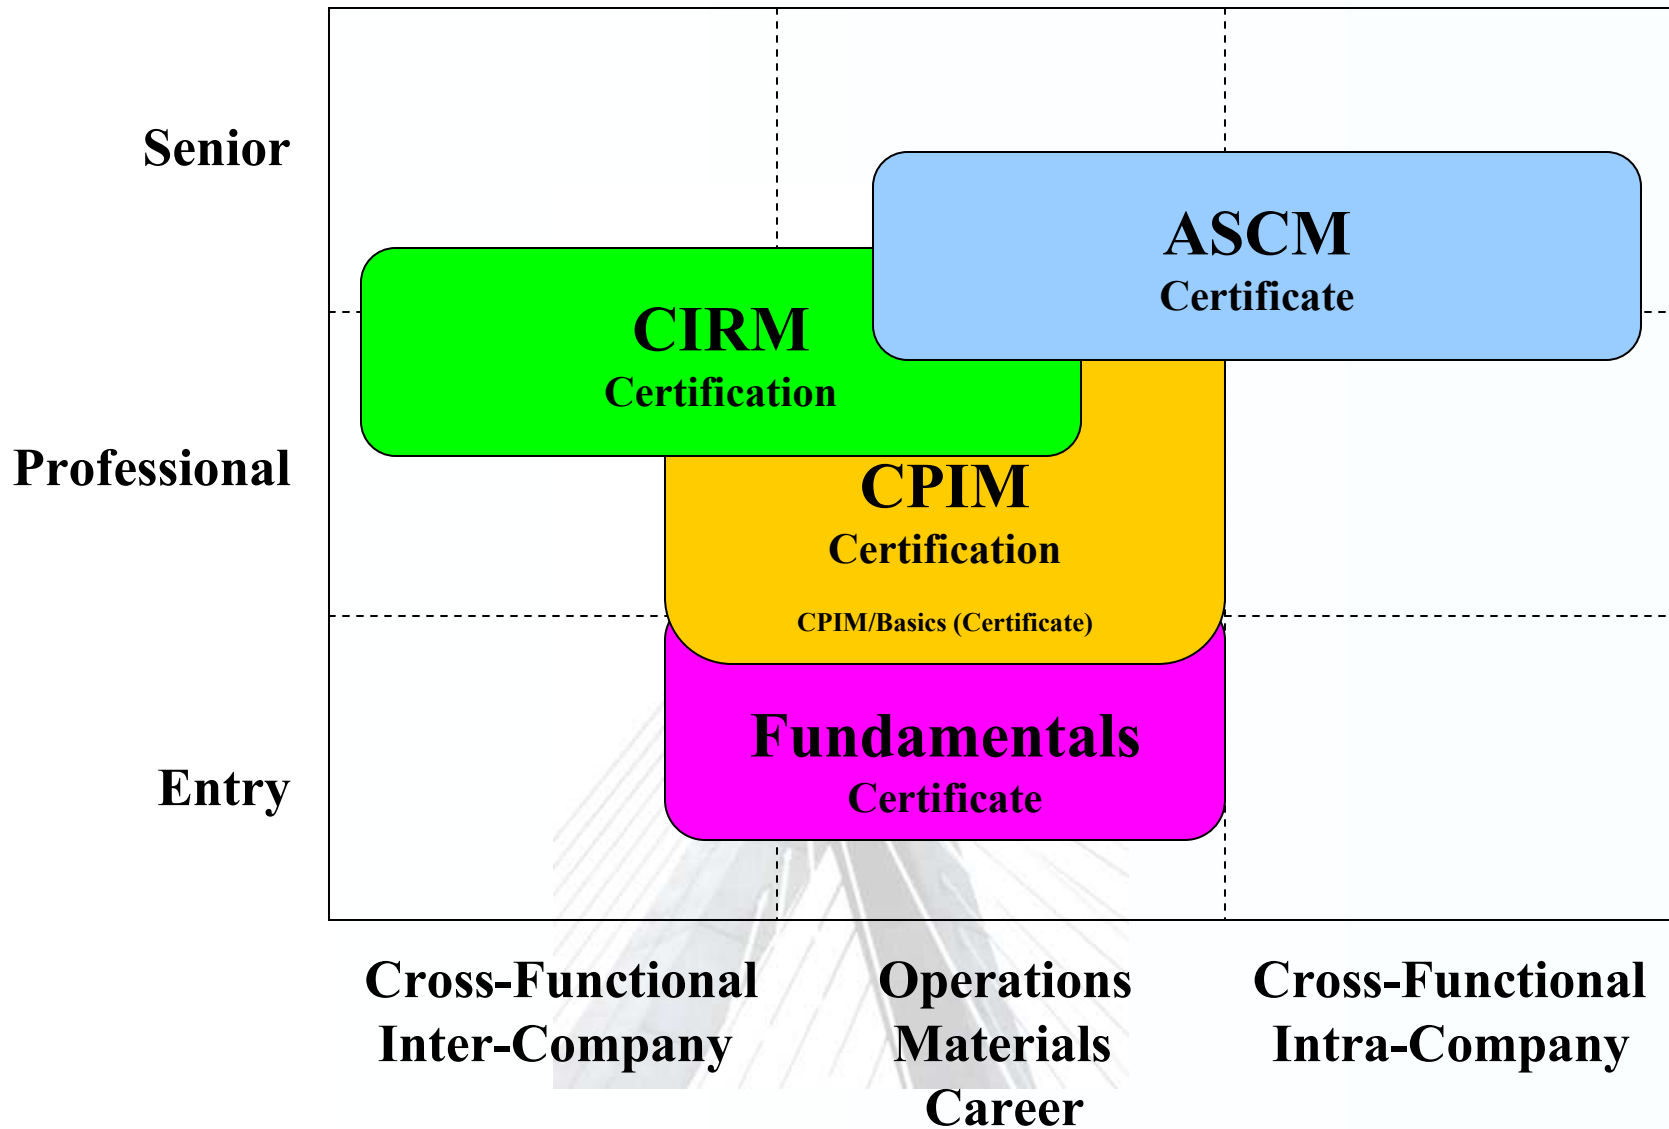 Senior
ASCM
Certificate
CIRM
Certification
Professional
CPIM
Certification
CPIM/Basics (Certificate)
Fundamentals
Entry
Certificate
Cross-Functional
Inter-Company
Operations
Materials
Career
Cross-Functional
Intra-Company